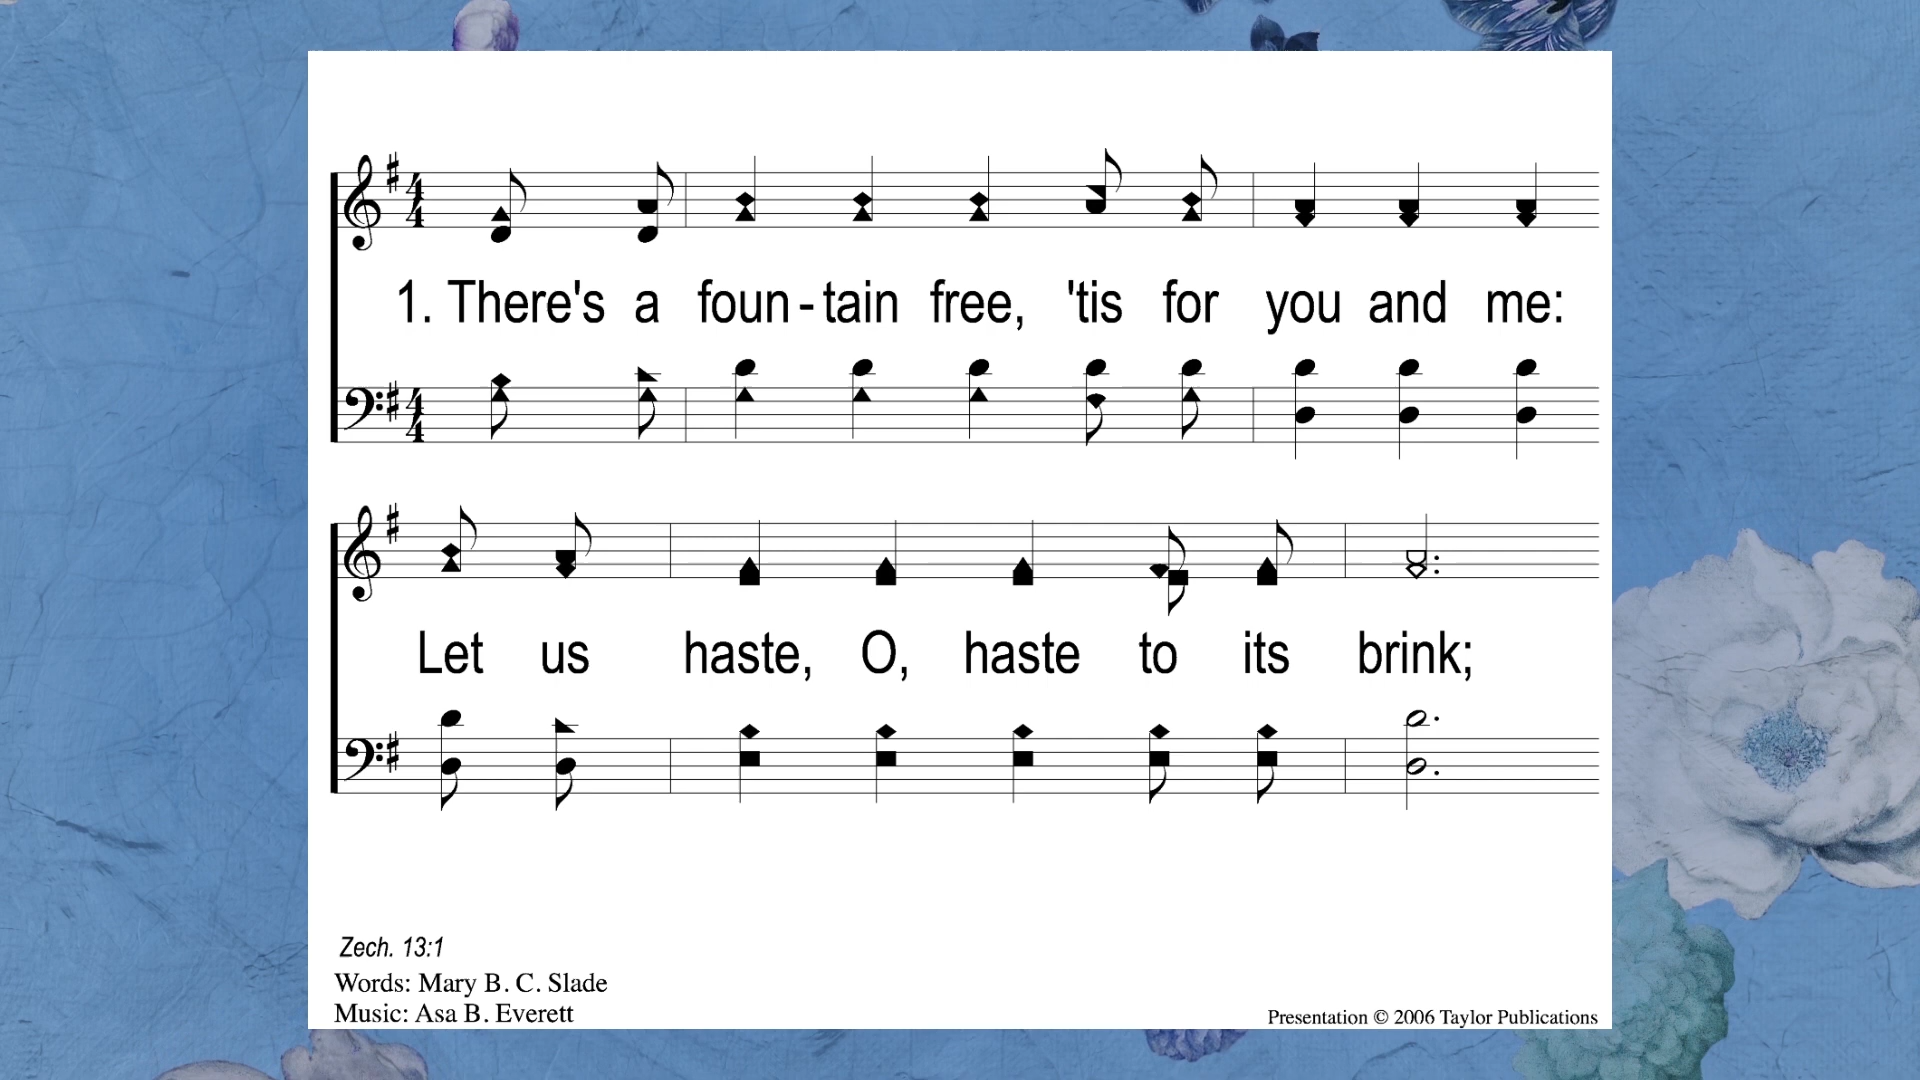 1. There's a foun - tain free, 'tis for you and me:
Let us haste, O, haste to its brink;
Zech. 13:1
Words: Mary B. C. Slade
Music: Asa B. Everett
Presentation © 2006 Taylor Publications